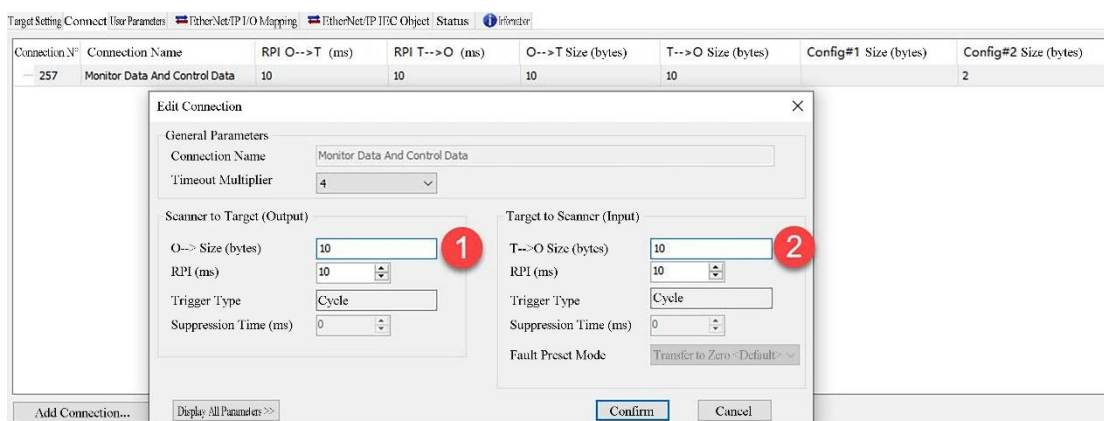 Target Setting Connect User Parameters EtherNet/IP I/O Mapping EtherNet/IP IEC Object Status Information
Connection N° Connection Name RPI O-->T (ms) RPI T-->O (ms) O-->T Size (bytes) T-->O Size (bytes) Config#1 Size (bytes) Config#2 Size (bytes)
257 Monitor Data And Control Data 10 10 10 10 2
Edit Connection
General Parameters
Connection Name Monitor Data And Control Data
Timeout Multiplier 4
Scanner to Target (Output) Target to Scanner (Input)
O--> Size (bytes) 10 1 T-->O Size (bytes) 10 2
RPI (ms) 10 RPI (ms) 10
Trigger Type Cycle Trigger Type Cycle
Suppression Time (ms) 0 Suppression Time (ms) 0
Fault Preset Mode Transfer to Zero <Default>
Add Connection... Display All Parameters >> Confirm Cancel